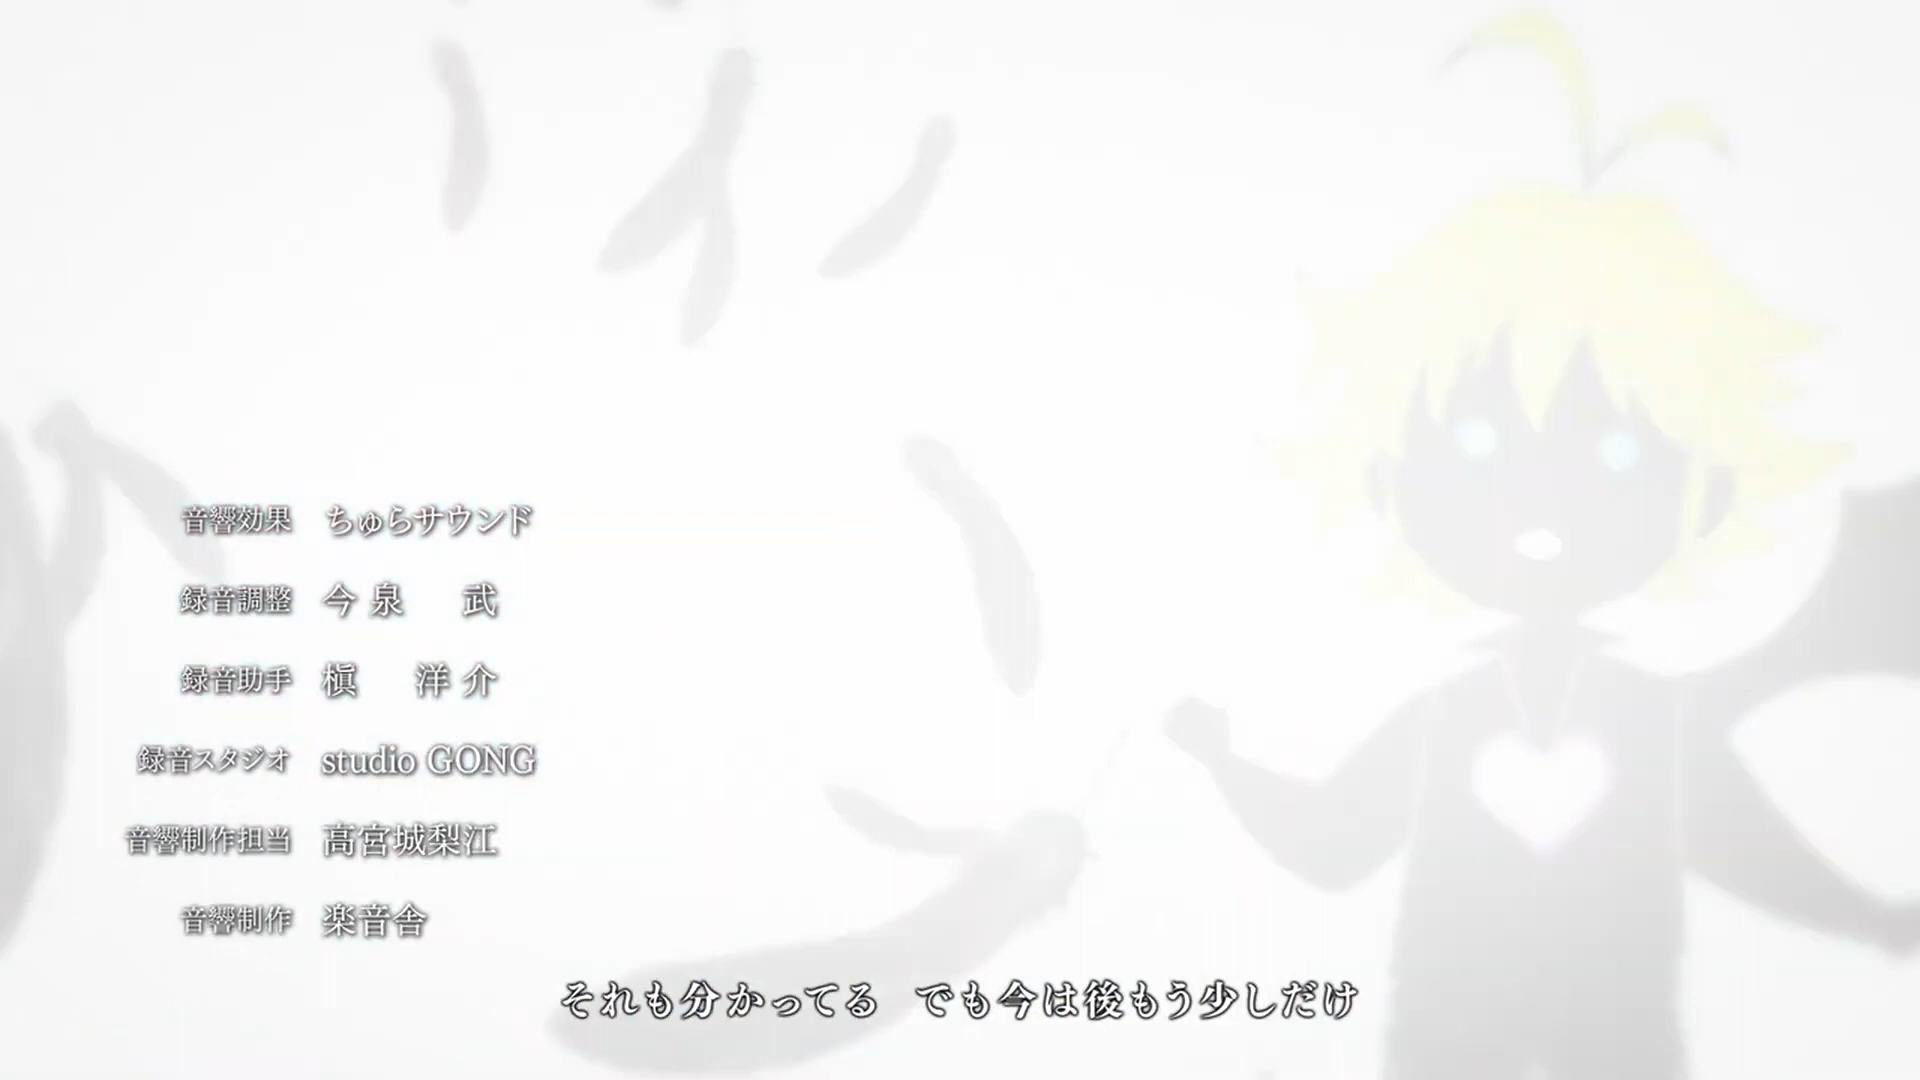 音響効果　ちゅらサウンド
録音調整　今泉　武
録音助手　槇　洋介
録音スタジオ　studio GONG
音響制作担当　高宮城梨江
音響制作　楽音舎
それも分かってる　でも今は後もう少しだけ